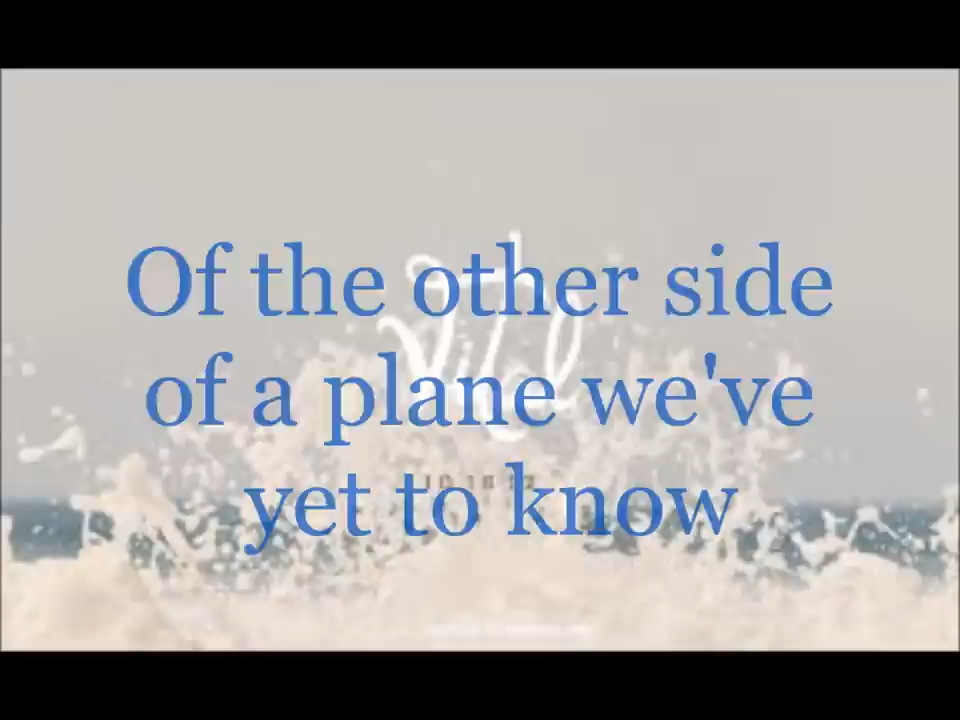 Of the other side
of a plane we've
yet to know